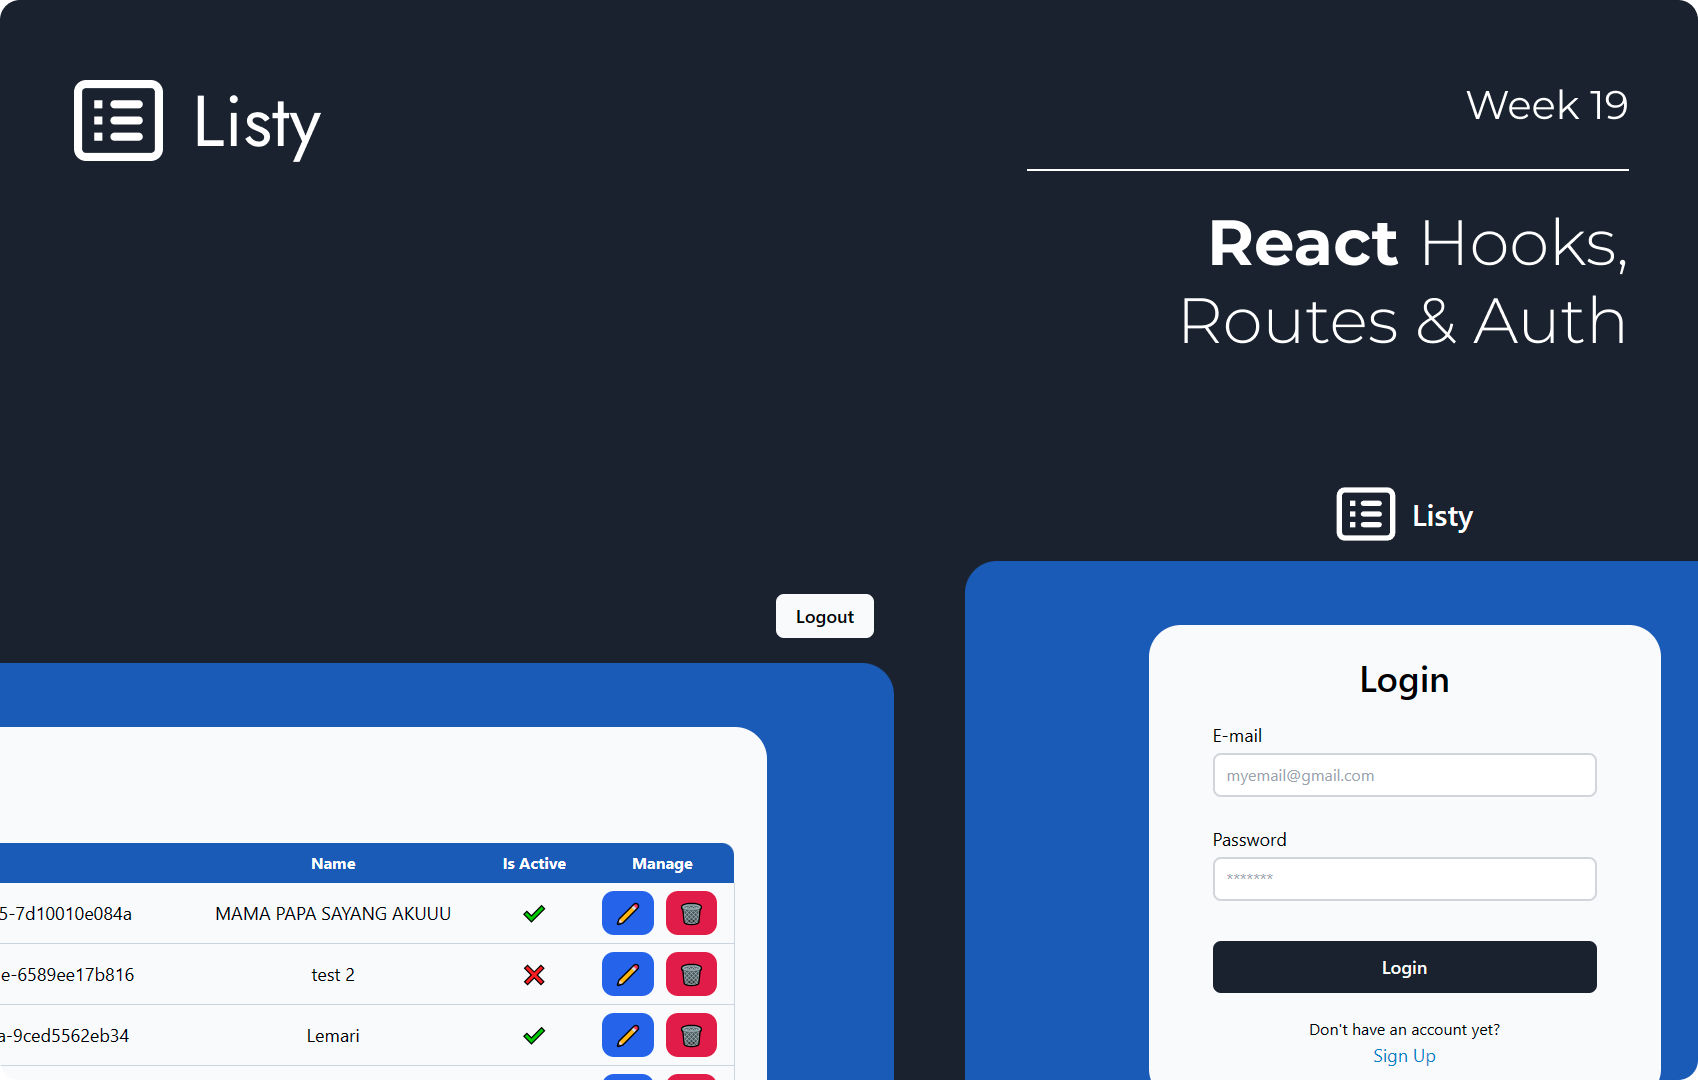 Listy
Week 19
React Hooks,
Routes & Auth
Listy
Logout
Name Is Active Manage
5-7d10010e084a MAMA PAPA SAYANG AKUUU
e-6589ee17b816 test 2
a-9ced5562eb34 Lemari
Login
E-mail
myemail@gmail.com
Password
*******
Login
Don't have an account yet?
Sign Up